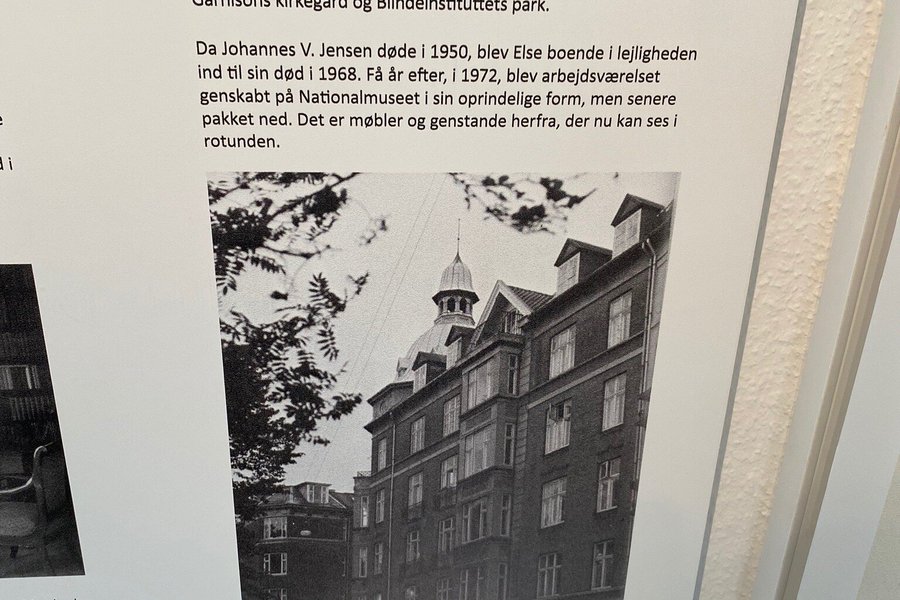 Garnisons Kirkegård og Blindeinstituttets park.
Da Johannes V. Jensen døde i 1950, blev Else boende i lejligheden
ind til sin død i 1968. Få år efter, i 1972, blev arbejdsværelset
genskabt på Nationalmuseet i sin oprindelige form, men senere
pakket ned. Det er møbler og genstande herfra, der nu kan ses i
rotunden.